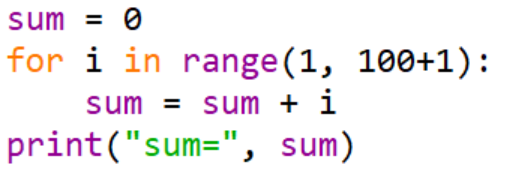 sum = 0
for i in range(1, 100+1):
    sum = sum + i
print("sum=", sum)